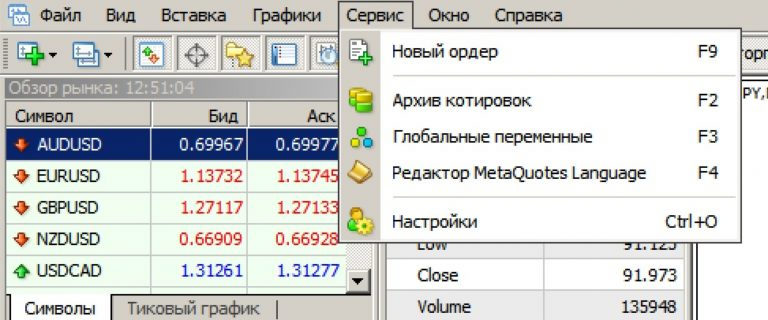 Файл Вид Вставка Графики Сервис Окно Справка
Новый ордер F9
Архив котировок F2
Глобальные переменные F3
Редактор MetaQuotes Language F4
Настройки Ctrl+O
Обзор рынка: 12:51:04
Символ Бид Аск
AUDUSD 0.69967 0.69977
EURUSD 1.13732 1.13745
GBPUSD 1.27117 1.27133
NZDUSD 0.66909 0.66928
USDCAD 1.31261 1.31277
Символы Тиковый график
Low 91.125
Close 91.973
Volume 135948